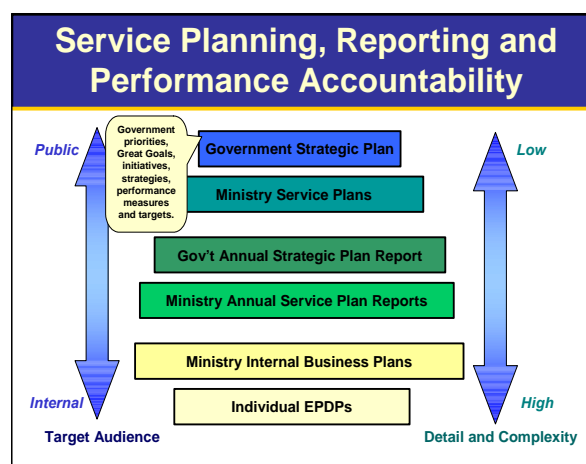 Service Planning, Reporting and
Performance Accountability
Government
priorities,
Great Goals,
initiatives,
strategies,
performance
measures
and targets.
Public
Government Strategic Plan
Low
Ministry Service Plans
Gov't Annual Strategic Plan Report
Ministry Annual Service Plan Reports
Ministry Internal Business Plans
Internal
Individual EPDPs
High
Target Audience
Detail and Complexity